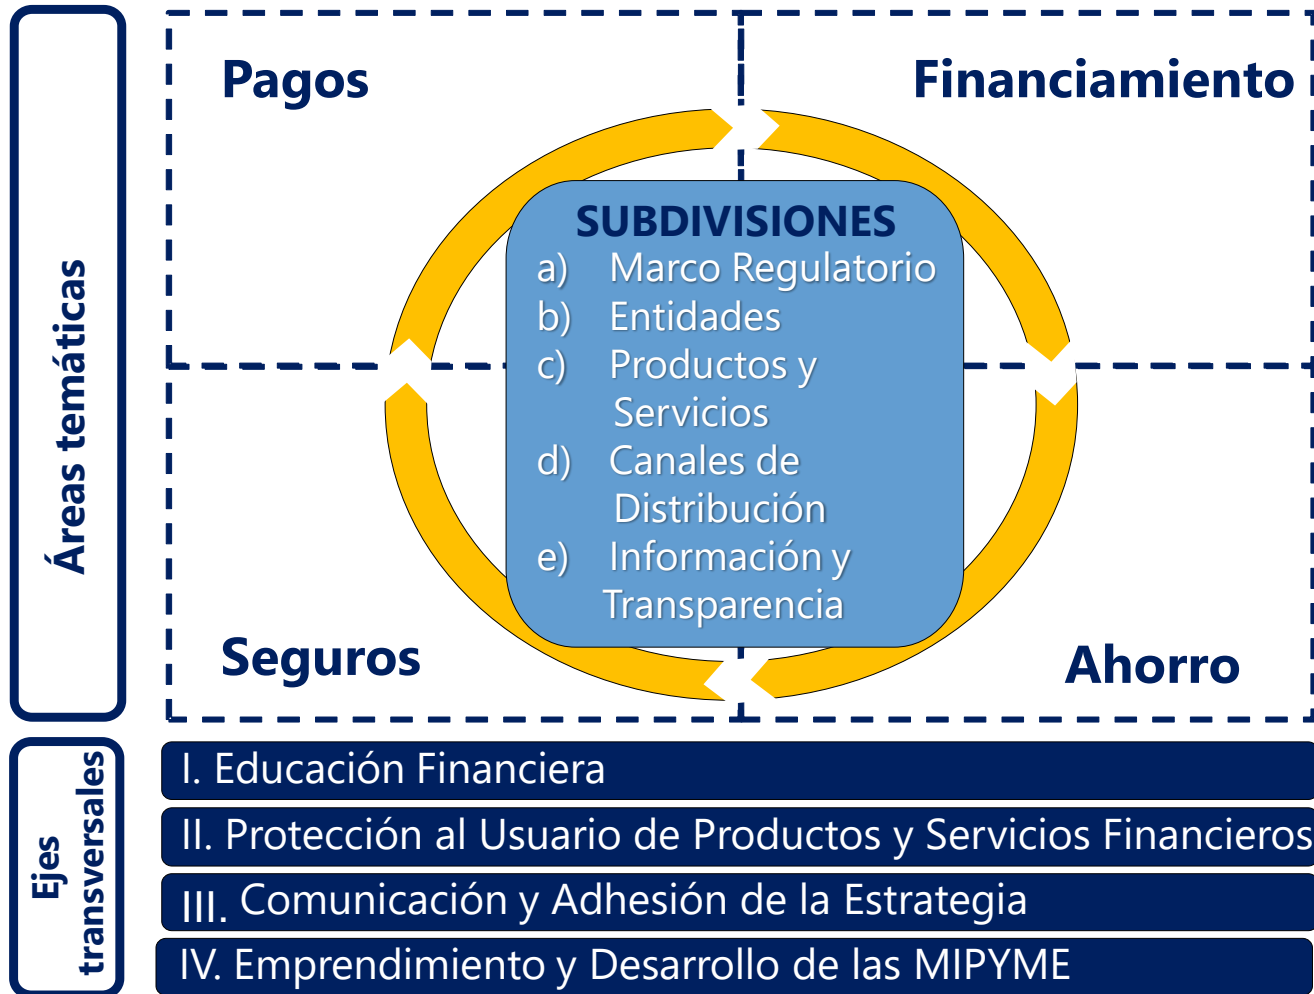 Áreas temáticas
Pagos
Financiamiento
SUBDIVISIONES
a) Marco Regulatorio
b) Entidades
c) Productos y
Servicios
d) Canales de
Distribución
e) Información y
Transparencia
Seguros
Ahorro
Ejes
transversales
I. Educación Financiera
II. Protección al Usuario de Productos y Servicios Financieros
III. Comunicación y Adhesión de la Estrategia
IV. Emprendimiento y Desarrollo de las MIPYME